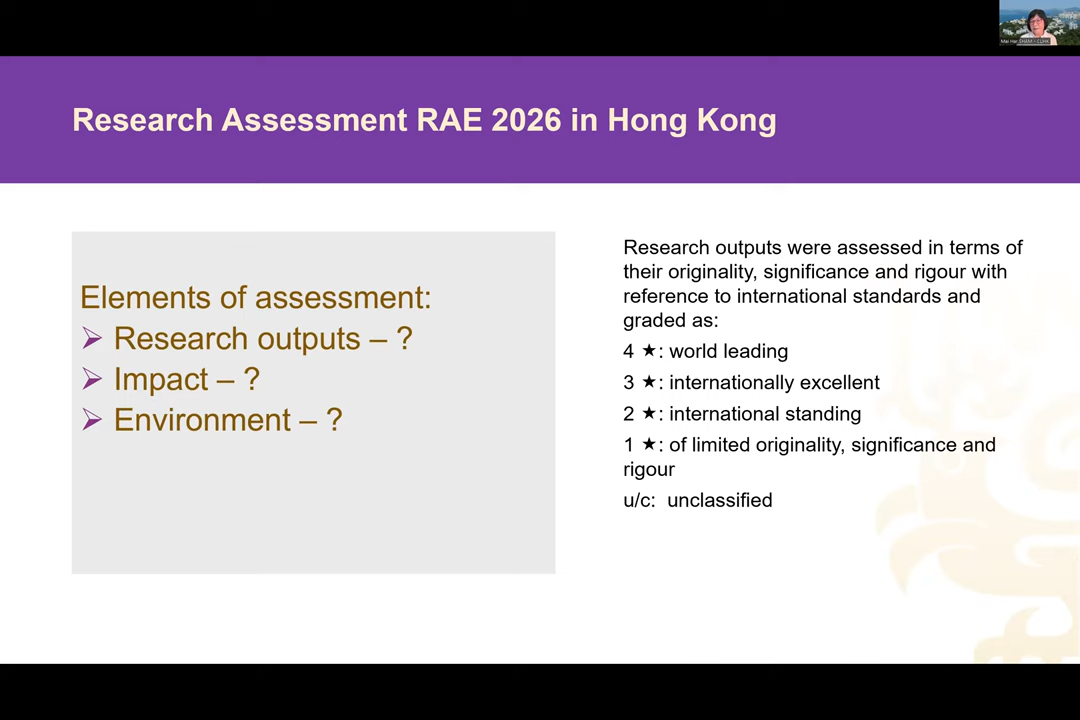 Research Assessment RAE 2026 in Hong Kong
Elements of assessment:
➢ Research outputs – ?
➢ Impact – ?
➢ Environment – ?
Research outputs were assessed in terms of
their originality, significance and rigour with
reference to international standards and
graded as:
4 ★: world leading
3 ★: internationally excellent
2 ★: international standing
1 ★: of limited originality, significance and
rigour
u/c: unclassified